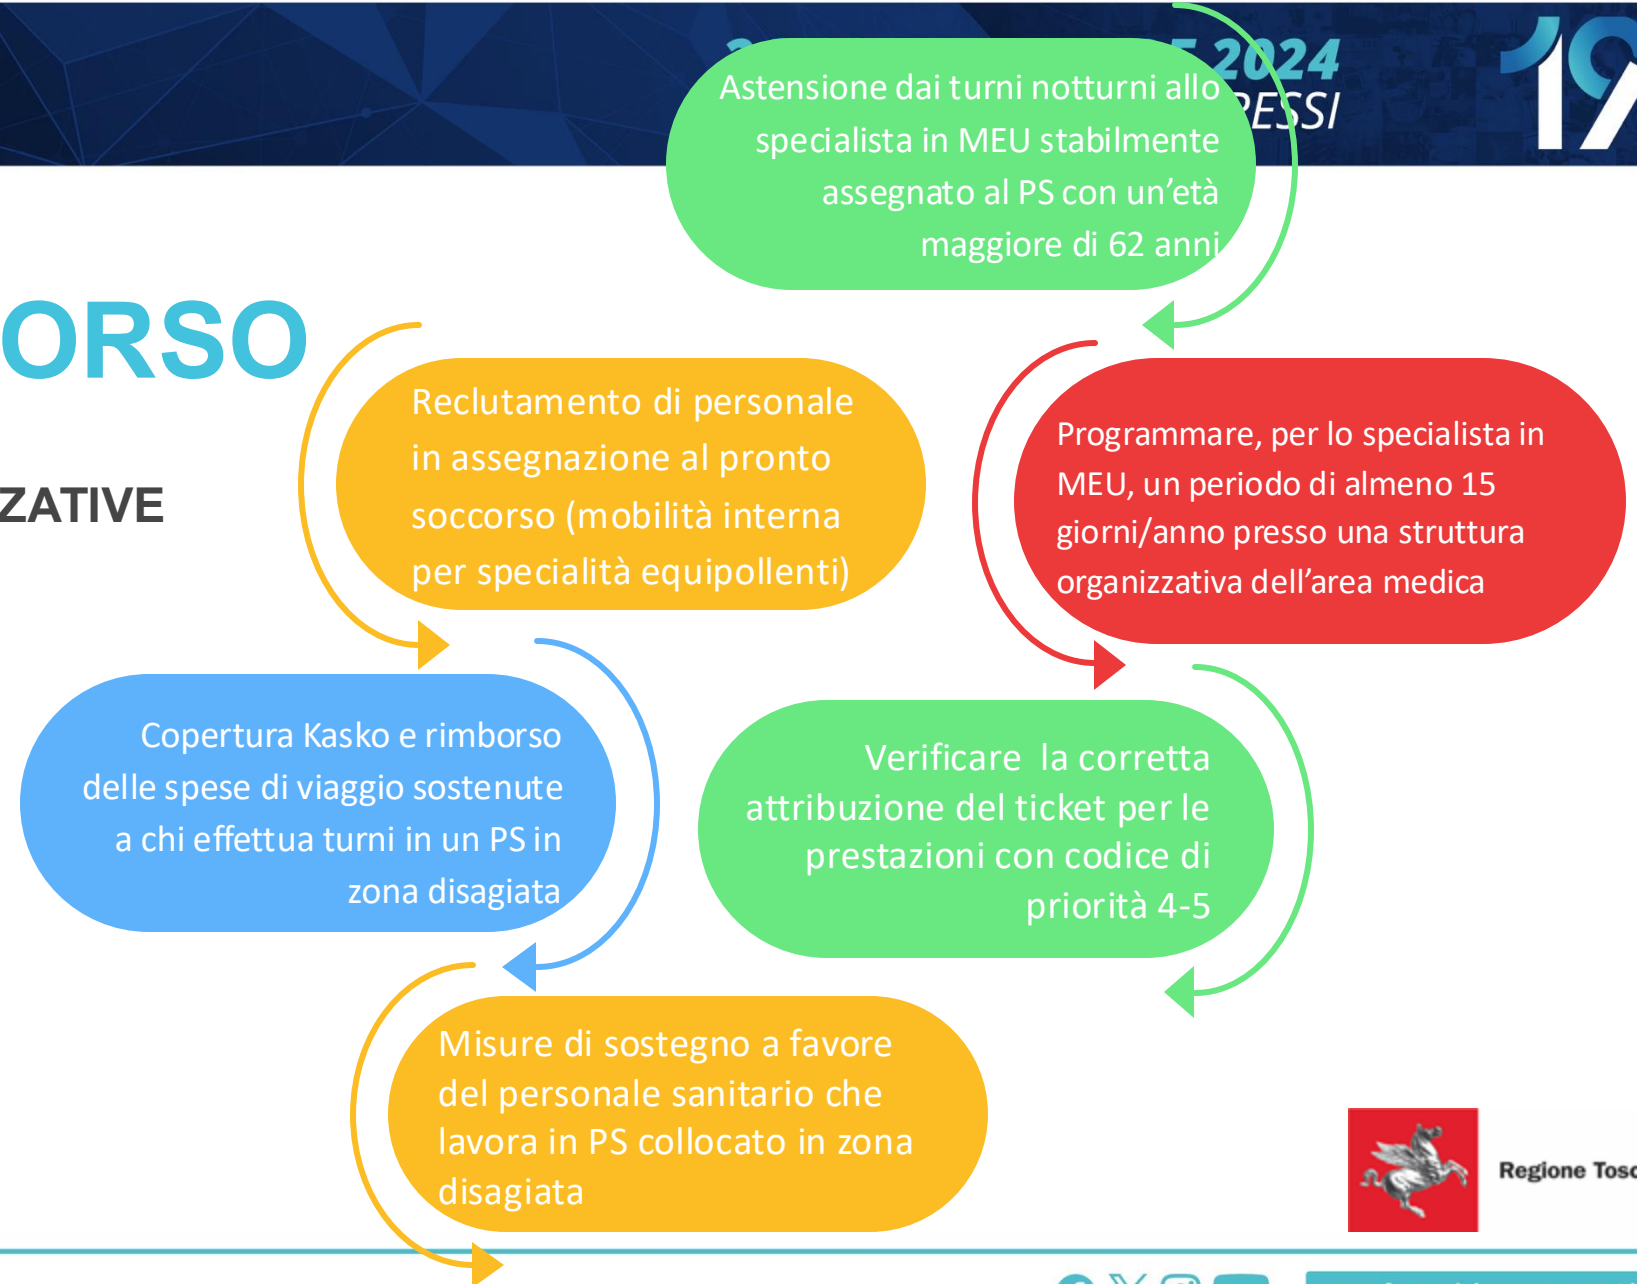 2024
Astensione dai turni notturni allo
specialista in MEU stabilmente
assegnato al PS con un’età
maggiore di 62 anni
19
ORSO
ZATIVE
Reclutamento di personale
in assegnazione al pronto
soccorso (mobilità interna
per specialità equipollenti)
Programmare, per lo specialista in
MEU, un periodo di almeno 15
giorni/anno presso una struttura
organizzativa dell’area medica
Copertura Kasko e rimborso
delle spese di viaggio sostenute
a chi effettua turni in un PS in
zona disagiata
Verificare la corretta
attribuzione del ticket per le
prestazioni con codice di
priorità 4-5
Misure di sostegno a favore
del personale sanitario che
lavora in PS collocato in zona
disagiata
Regione Tosc